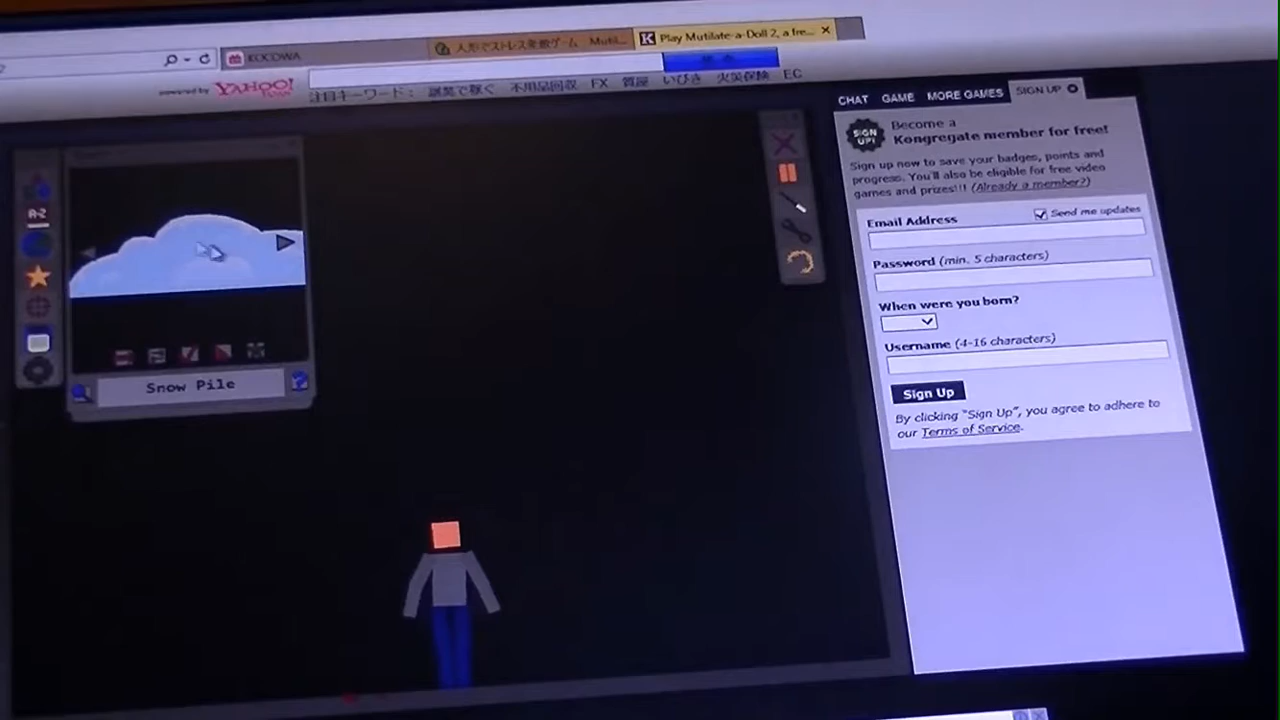 KOCOWA
人形でストレス発散ゲーム Mutil...
K Play Mutilate-a-Doll 2, a fre...
powered by YAHOO!
注目キーワード： 副業で稼ぐ 不用品回収 FX 質屋 いびき 火災保険 EC
CHAT GAME MORE GAMES SIGN UP
SIGN UP!
Become a
Kongregate member for free!
Sign up now to save your badges, points and
progress. You'll also be eligible for free video
games and prizes!!! (Already a member?)
Email Address Send me updates
Password (min. 5 characters)
When were you born?
Username (4-16 characters)
Sign Up
By clicking "Sign Up", you agree to adhere to
our Terms of Service.
A-Z
Snow Pile